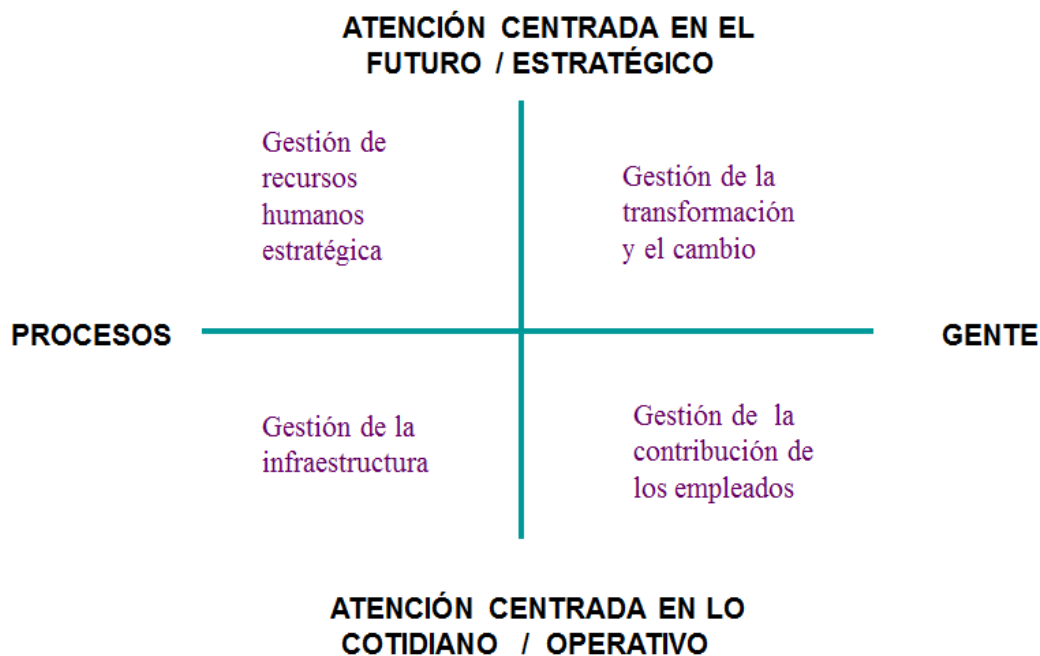 ATENCIÓN CENTRADA EN EL
FUTURO / ESTRATÉGICO
Gestión de
recursos
humanos
estratégica
Gestión de la
transformación
y el cambio
PROCESOS
GENTE
Gestión de la
infraestructura
Gestión de la
contribución de
los empleados
ATENCIÓN CENTRADA EN LO
COTIDIANO / OPERATIVO